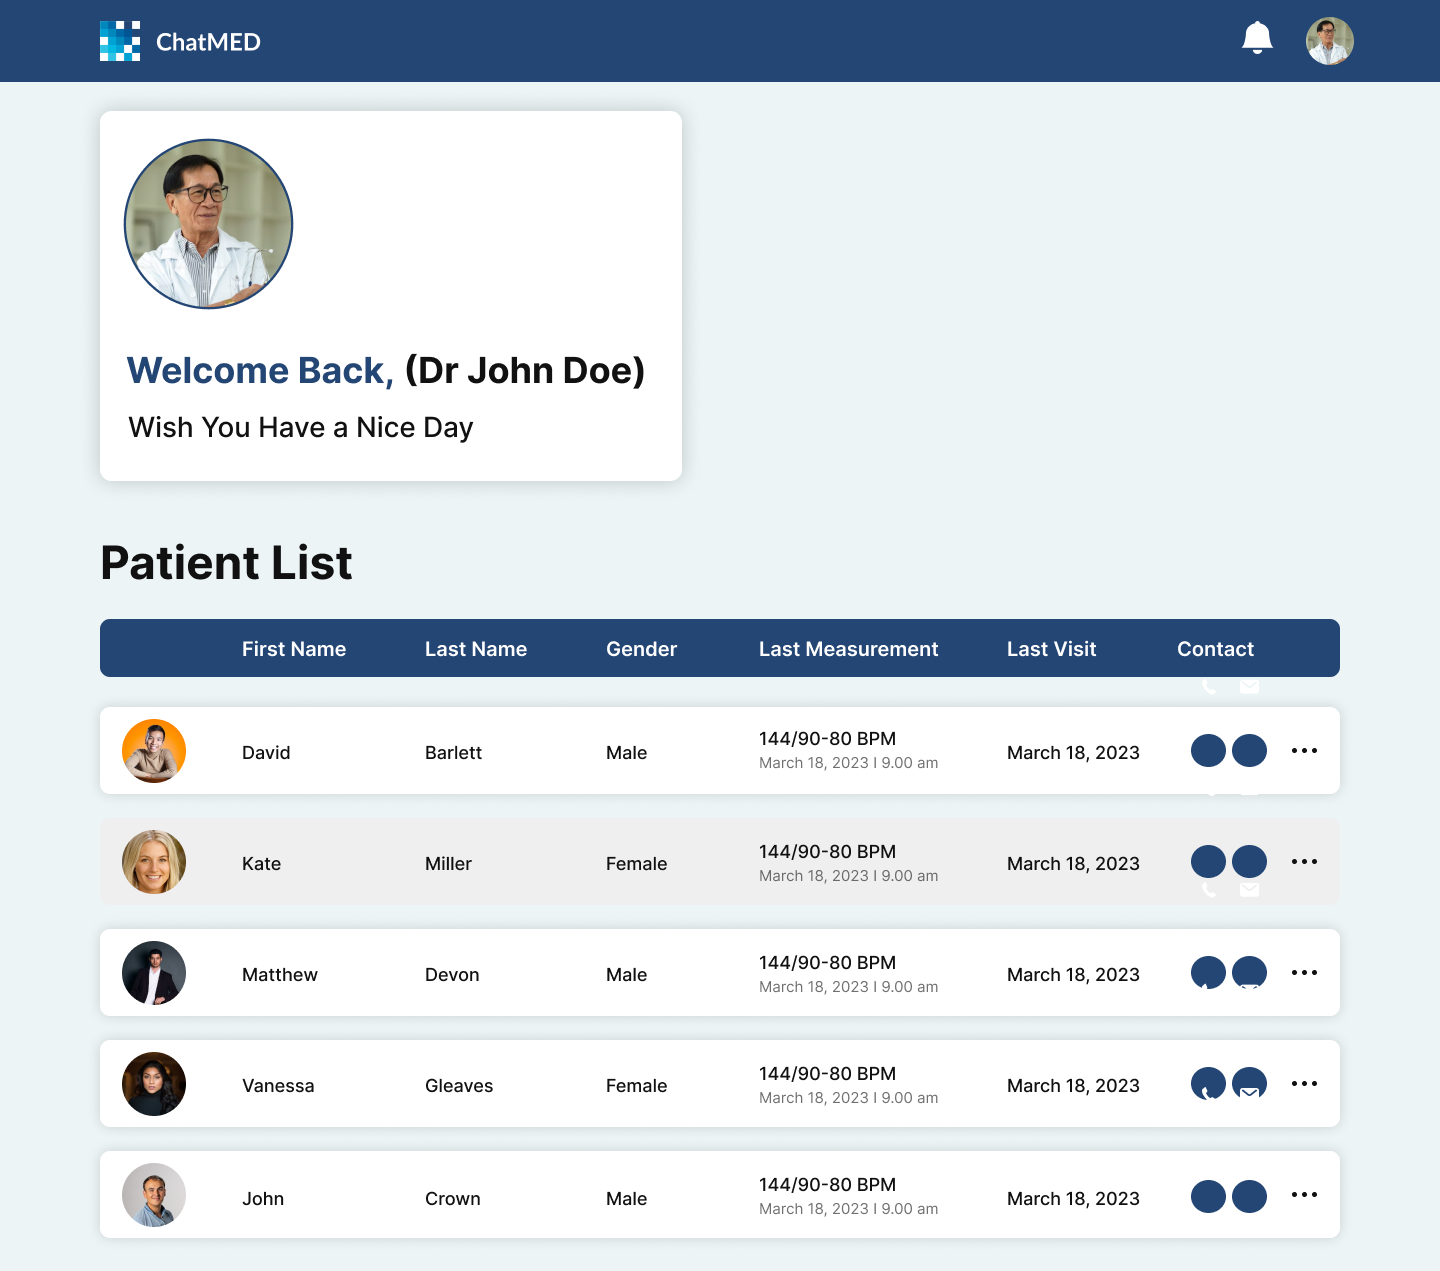 ChatMED
Welcome Back, (Dr John Doe)
Wish You Have a Nice Day
Patient List
First Name Last Name Gender Last Measurement Last Visit Contact
David Barlett Male 144/90-80 BPM March 18, 2023
March 18, 2023 I 9.00 am
Kate Miller Female 144/90-80 BPM March 18, 2023
March 18, 2023 I 9.00 am
Matthew Devon Male 144/90-80 BPM March 18, 2023
March 18, 2023 I 9.00 am
Vanessa Gleaves Female 144/90-80 BPM March 18, 2023
March 18, 2023 I 9.00 am
John Crown Male 144/90-80 BPM March 18, 2023
March 18, 2023 I 9.00 am